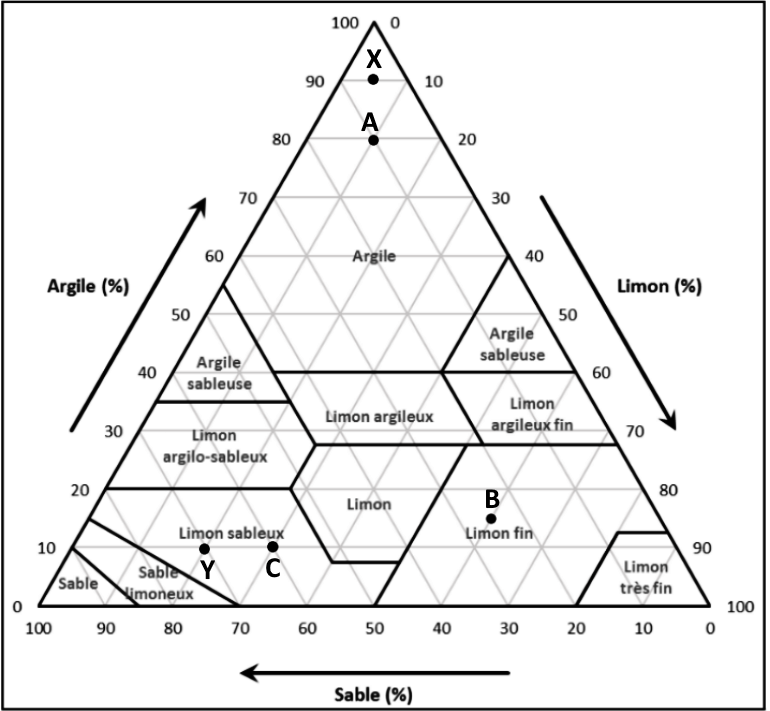 100 0
X
90 10
A
80 20
70 30
60 Argile 40
Argile (%) Limon (%)
50 50
Argile
sableuse
40 60
Argile
sableuse
Limon argileux
Limon
argileux fin
30 70
Limon
argilo-sableux
20 80
B
Limon
Limon sableux
Limon fin
10 90
Y
C
Sable
Sable
limoneux
Limon
très fin
0 100
100 90 80 70 60 50 40 30 20 10 0
Sable (%)